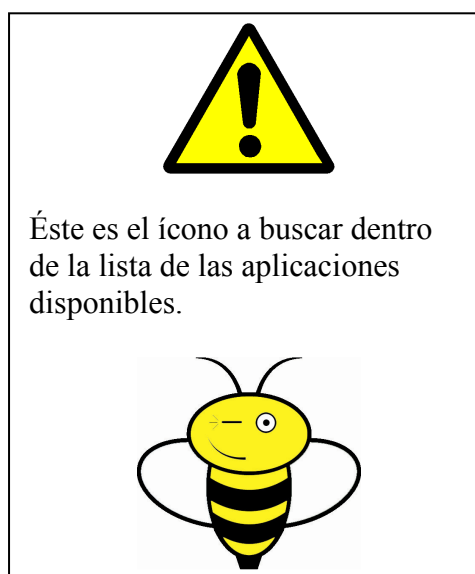 Éste es el ícono a buscar dentro
de la lista de las aplicaciones
disponibles.